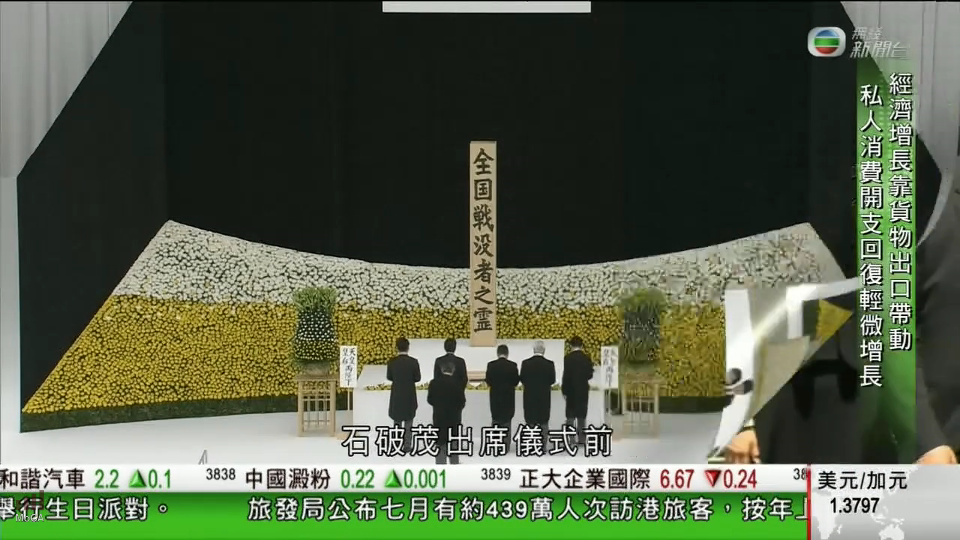 無綫新聞台
經濟增長靠貨物出口帶動
私人消費開支回復輕微增長
全国戦没者之霊
天皇陛下
石破茂出席儀式前
和諧汽車 2.2 ▲0.1 3838 中國澱粉 0.22 ▲0.001 3839 正大企業國際 6.67 ▼0.24
美元/加元
1.3797
舉行生日派對。 旅發局公布七月有約439萬人次訪港旅客，按年上